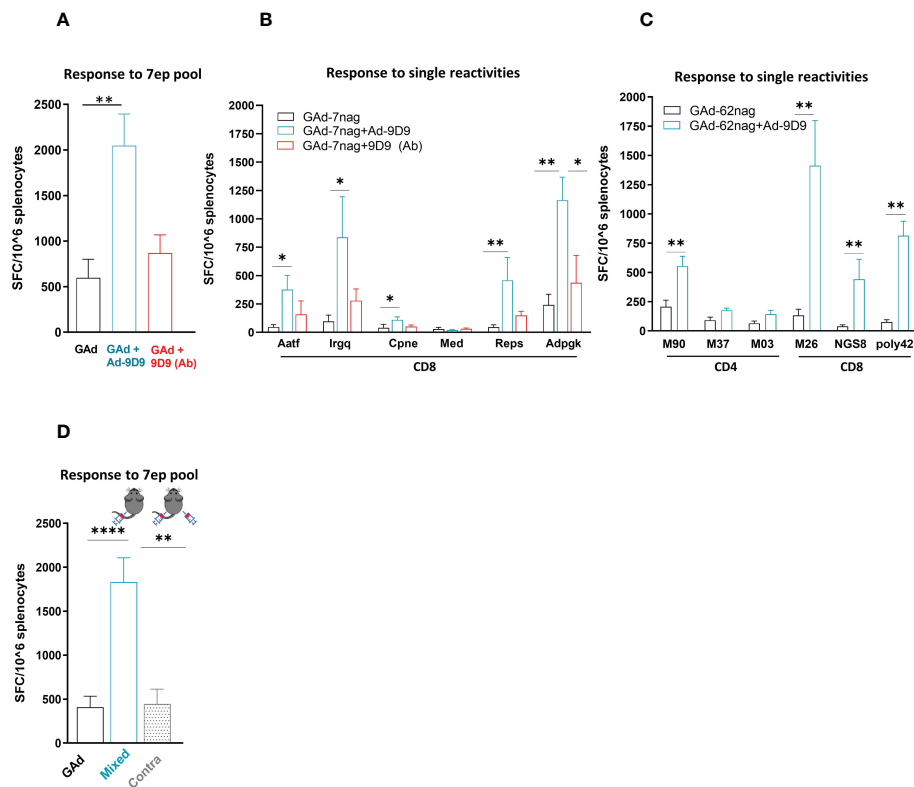 A
Response to 7ep pool
2500
2000
1500
1000
500
0
SFC/10^6 splenocytes
**
GAd
GAd +
Ad-9D9
GAd +
9D9 (Ab)
B
Response to single reactivities
2000
1750
1500
1250
1000
750
500
250
0
SFC/10^6 splenocytes
GAd-7nag
GAd-7nag+Ad-9D9
GAd-7nag+9D9 (Ab)
* * * ** ** *
Aatf Irgq Cpne Med Reps Adpgk
CD8
C
Response to single reactivities
2000
1750
1500
1250
1000
750
500
250
0
SFC/10^6 splenocytes
GAd-62nag
GAd-62nag+Ad-9D9
** ** ** **
M90 M37 M03 M26 NGS8 poly42
CD4 CD8
D
Response to 7ep pool
2500
2000
1500
1000
500
0
SFC/10^6 splenocytes
**** **
GAd
Mixed
Contra